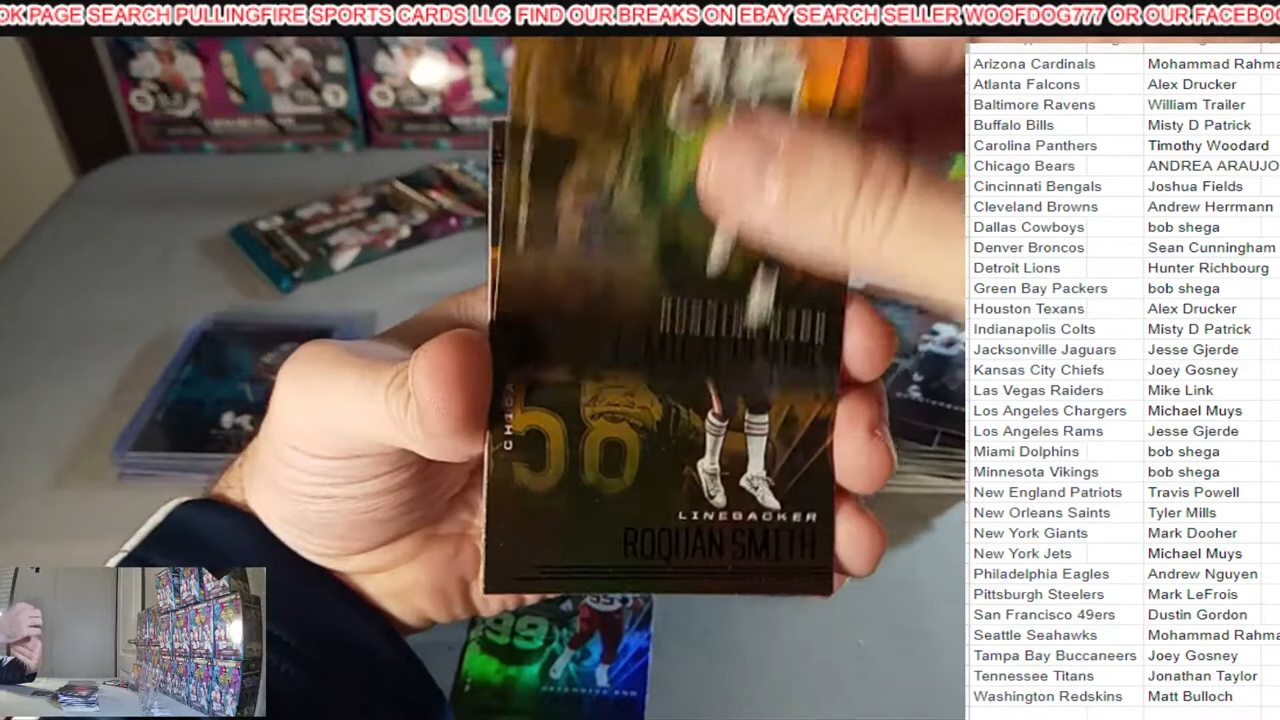 OK PAGE SEARCH PULLINGFIRE SPORTS CARDS LLC FIND OUR BREAKS ON EBAY SEARCH SELLER WOOFDOG777 OR OUR FACEBOO
Arizona Cardinals Mohammad Rahma
Atlanta Falcons Alex Drucker
Baltimore Ravens William Trailer
Buffalo Bills Misty D Patrick
Carolina Panthers Timothy Woodard
Chicago Bears ANDREA ARAUJO
Cincinnati Bengals Joshua Fields
Cleveland Browns Andrew Herrmann
Dallas Cowboys bob shega
Denver Broncos Sean Cunningham
Detroit Lions Hunter Richbourg
Green Bay Packers bob shega
Houston Texans Alex Drucker
Indianapolis Colts Misty D Patrick
Jacksonville Jaguars Jesse Gjerde
Kansas City Chiefs Joey Gosney
Las Vegas Raiders Mike Link
Los Angeles Chargers Michael Muys
Los Angeles Rams Jesse Gjerde
Miami Dolphins bob shega
Minnesota Vikings bob shega
New England Patriots Travis Powell
New Orleans Saints Tyler Mills
New York Giants Mark Dooher
New York Jets Michael Muys
Philadelphia Eagles Andrew Nguyen
Pittsburgh Steelers Mark LeFrois
San Francisco 49ers Dustin Gordon
Seattle Seahawks Mohammad Rahma
Tampa Bay Buccaneers Joey Gosney
Tennessee Titans Jonathan Taylor
Washington Redskins Matt Bulloch
CHICA
58
LINEBACKER
ROQUAN SMITH
99
DEFENSIVE END